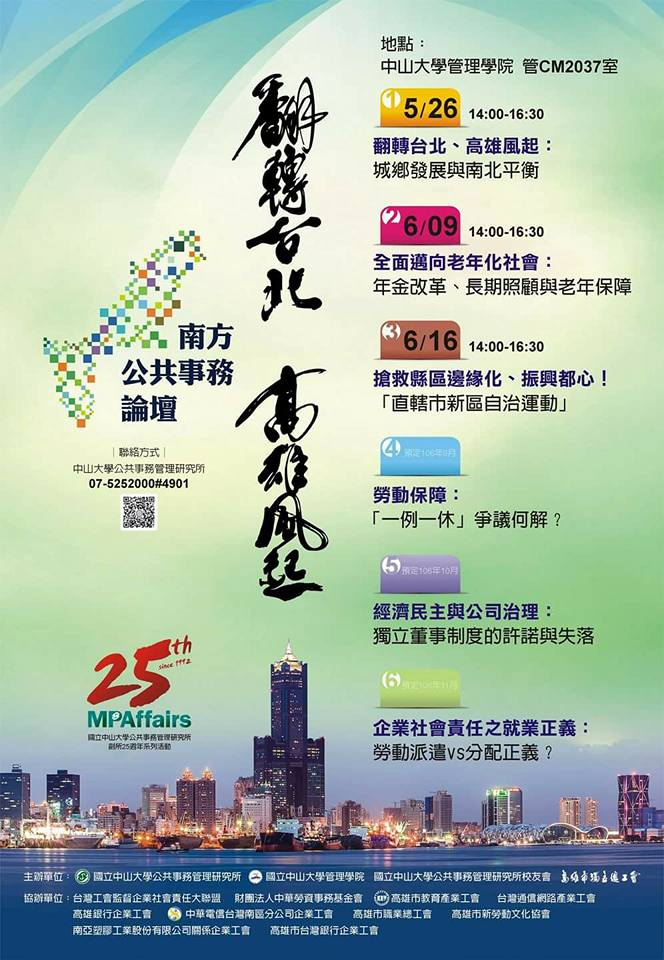 地點：
中山大學管理學院 管CM2037室
翻轉台北 高雄風起
1 5/26 14:00-16:30
翻轉台北、高雄風起：
城鄉發展與南北平衡
2 6/09 14:00-16:30
全面邁向老年化社會：
年金改革、長期照顧與老年保障
3 6/16 14:00-16:30
搶救縣區邊緣化、振興都心！
「直轄市新區自治運動」
4 預定106年9月
勞動保障：
「一例一休」爭議何解？
5 預定106年10月
經濟民主與公司治理：
獨立董事制度的許諾與失落
6 預定106年11月
企業社會責任之就業正義：
勞動派遣VS分配正義？
南方
公共事務
論壇
｜聯絡方式｜
中山大學公共事務管理研究所
07-5252000#4901
25th
since 1992
MPAffairs
國立中山大學公共事務管理研究所
創所25週年系列活動
主辦單位： 國立中山大學公共事務管理研究所 國立中山大學管理學院 國立中山大學公共事務管理研究所校友會 高雄市獨立總工會
協辦單位：台灣工會監督企業社會責任大聯盟 財團法人中華勞資事務基金會 高雄市教育產業工會 台灣通信網路產業工會
高雄銀行企業工會 中華電信台灣南區分公司企業工會 高雄市職業總工會 高雄市新勞動文化協會
南亞塑膠工業股份有限公司關係企業工會 高雄市台灣銀行企業工會